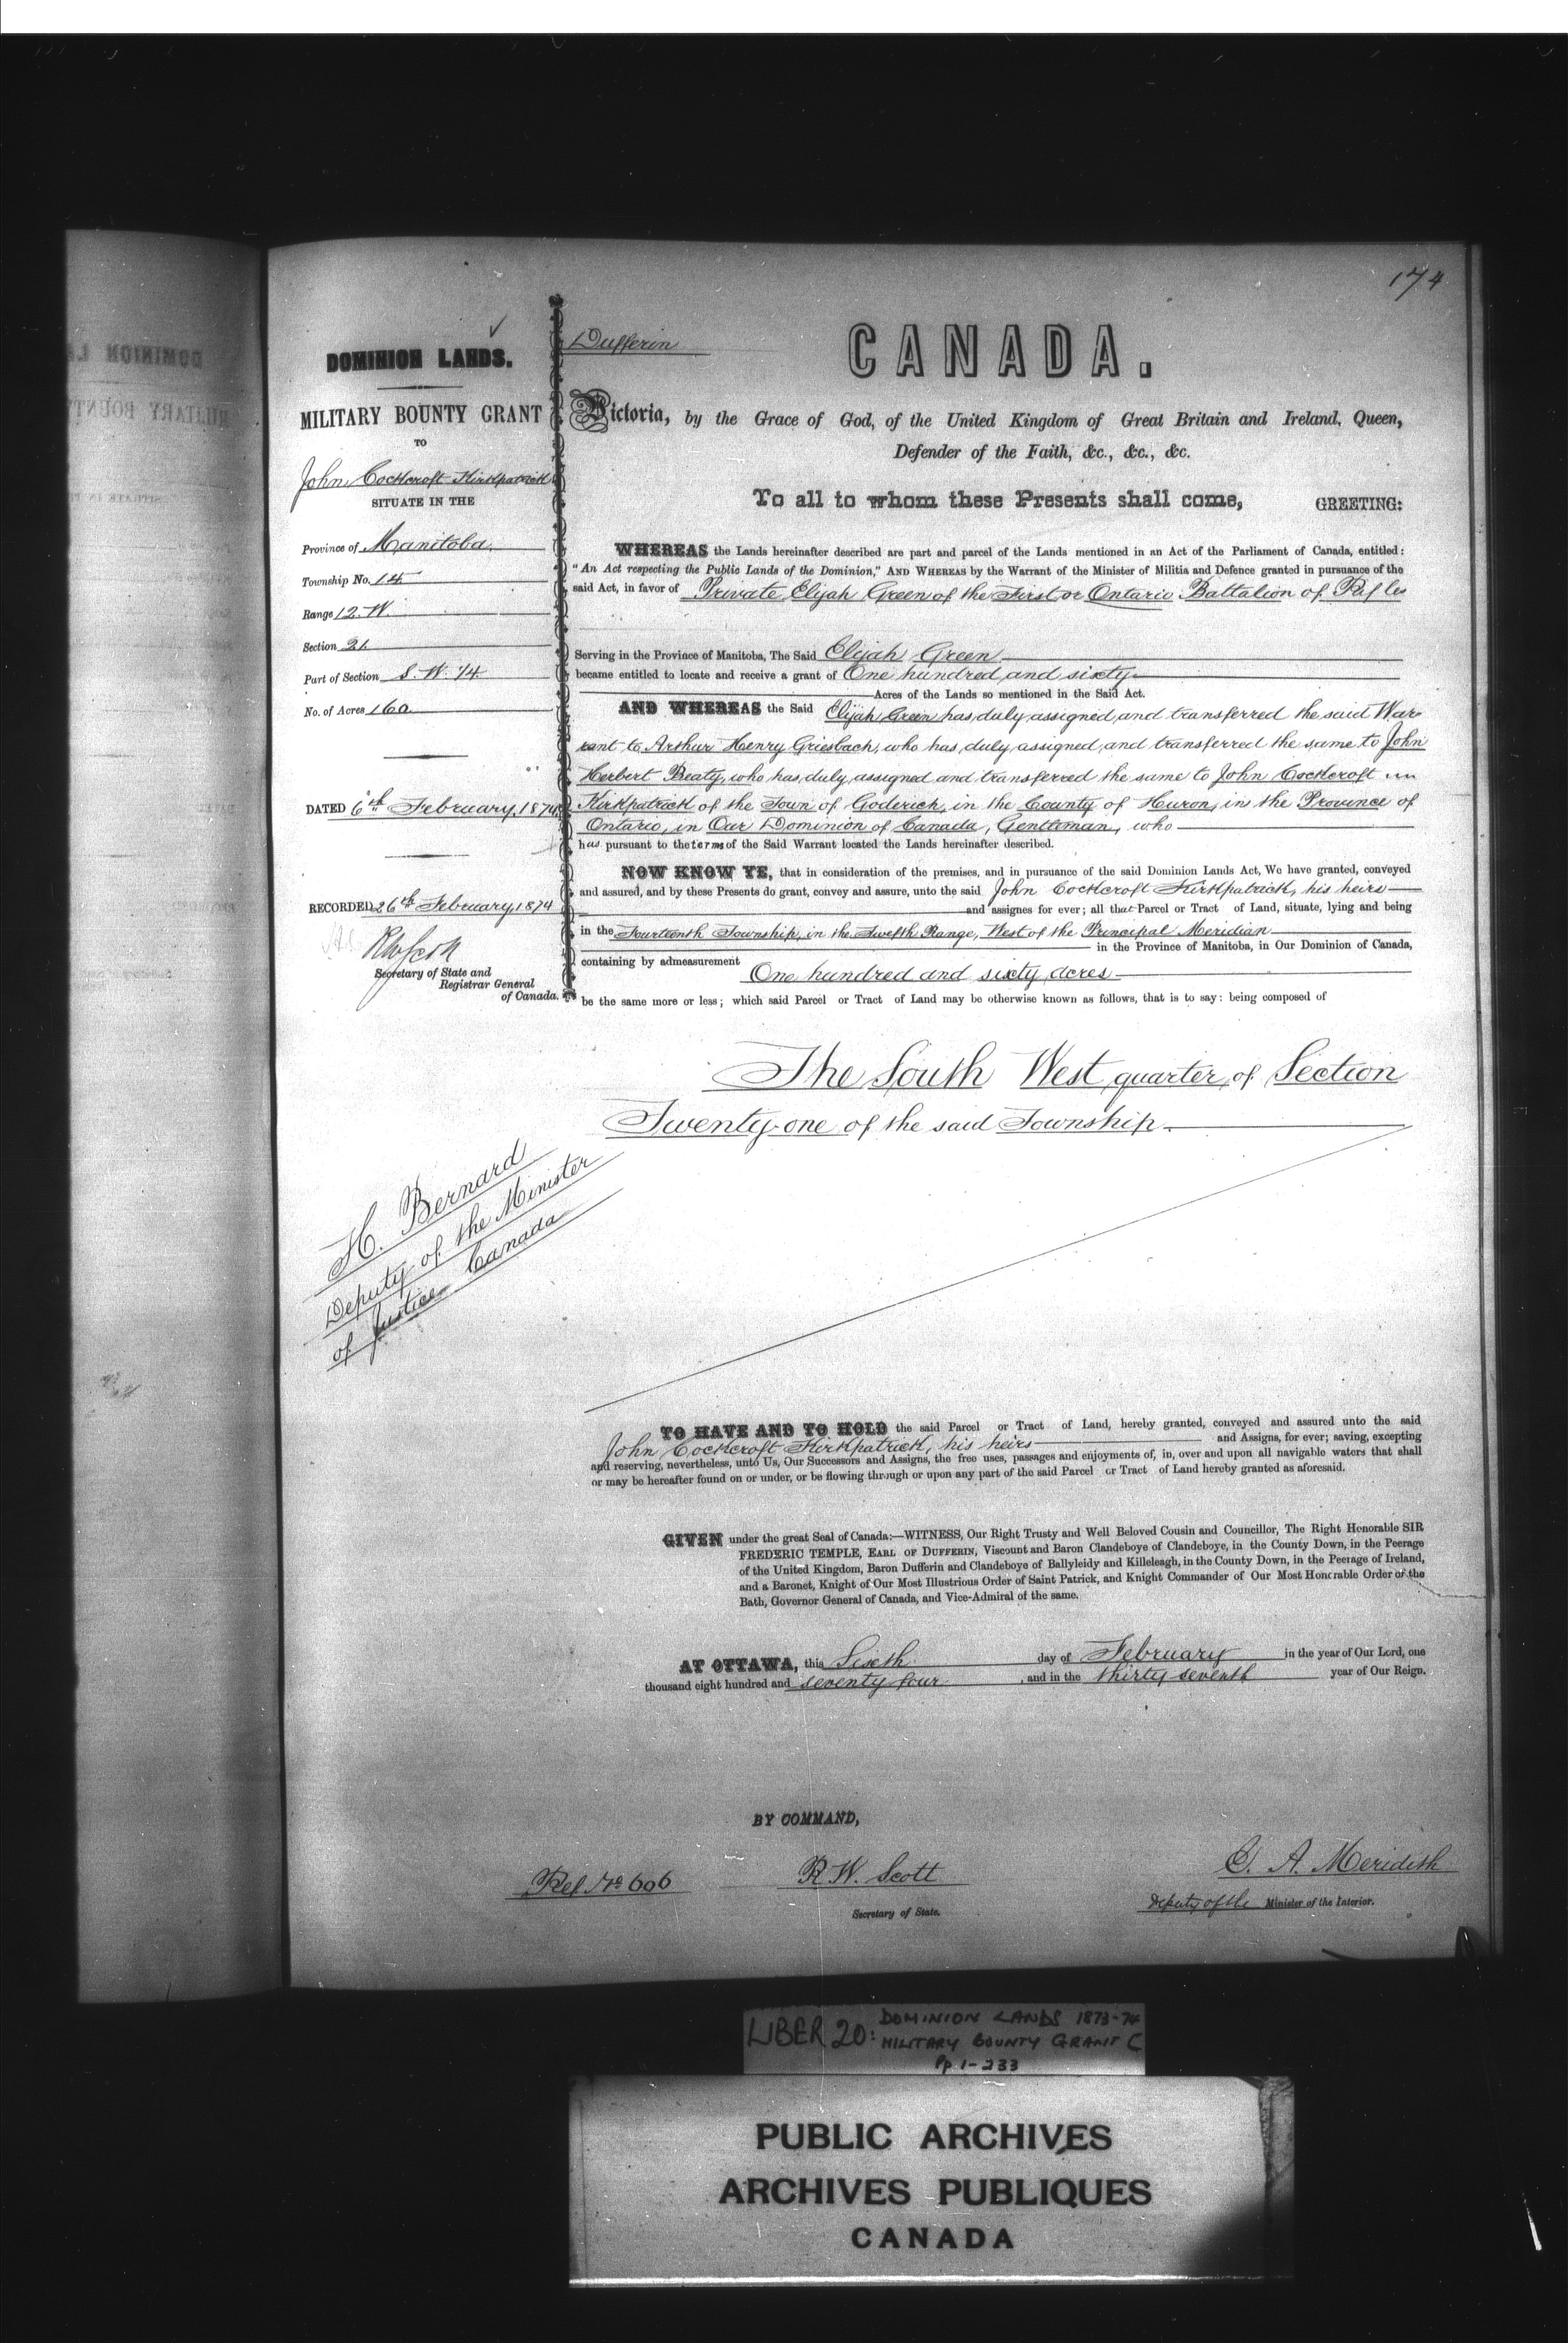 174
DOMINION LANDS.
MILITARY BOUNTY GRANT
TO
John Cockcroft Kirkpatrick
SITUATE IN THE
Province of Manitoba
Township No. 14
Range 12. W.
Section 21
Part of Section S. W. 1/4
No. of Acres 160
DATED 6th February, 1874.
RECORDED 26th February, 1874
RWScott
Secretary of State and
Registrar General
of Canada.
Dufferin
CANADA.
Victoria, by the Grace of God, of the United Kingdom of Great Britain and Ireland, Queen,
Defender of the Faith, &c., &c., &c.
To all to whom these Presents shall come, GREETING:
WHEREAS the Lands hereinafter described are part and parcel of the Lands mentioned in an Act of the Parliament of Canada, entitled:
"An Act respecting the Public Lands of the Dominion," AND WHEREAS by the Warrant of the Minister of Militia and Defence granted in pursuance of the
said Act, in favor of Private Elijah Green of the First or Ontario Battalion of Rifles
Serving in the Province of Manitoba, The Said Elijah Green
became entitled to locate and receive a grant of One hundred and sixty
Acres of the Lands so mentioned in the Said Act.
AND WHEREAS the Said Elijah Green has duly assigned and transferred the said War-
rant to Arthur Henry Griesbach, who has duly assigned and transferred the same to John
Herbert Beaty, who has duly assigned and transferred the same to John Cockcroft
Kirkpatrick of the Town of Goderich, in the County of Huron, in the Province of
Ontario, in Our Dominion of Canada, Gentleman, who
has pursuant to the terms of the Said Warrant located the Lands hereinafter described.
NOW KNOW YE, that in consideration of the premises, and in pursuance of the said Dominion Lands Act, We have granted, conveyed
and assured, and by these Presents do grant, convey and assure, unto the said John Cockcroft Kirkpatrick, his heirs
and assignes for ever; all that Parcel or Tract of Land, situate, lying and being
in the Fourteenth Township, in the Twelfth Range, West of the Principal Meridian
in the Province of Manitoba, in Our Dominion of Canada,
containing by admeasurement One hundred and sixty acres
be the same more or less; which said Parcel or Tract of Land may be otherwise known as follows, that is to say: being composed of
The South West quarter of Section
Twenty-one of the said Township.
H. Bernard
Deputy of the Minister
of Justice Canada
TO HAVE AND TO HOLD the said Parcel or Tract of Land, hereby granted, conveyed and assured unto the said
John Cockcroft Kirkpatrick, his heirs and Assigns, for ever; saving, excepting
and reserving, nevertheless, unto Us, Our Successors and Assigns, the free uses, passages and enjoyments of, in, over and upon all navigable waters that shall
or may be hereafter found on or under, or be flowing through or upon any part of the said Parcel or Tract of Land hereby granted as aforesaid.
GIVEN under the great Seal of Canada:—WITNESS, Our Right Trusty and Well Beloved Cousin and Councillor, The Right Honorable SIR
FREDERIC TEMPLE, EARL OF DUFFERIN, Viscount and Baron Clandeboye of Clandeboye, in the County Down, in the Peerage
of the United Kingdom, Baron Dufferin and Clandeboye of Ballyleidy and Killeleagh, in the County Down, in the Peerage of Ireland,
and a Baronet, Knight of Our Most Illustrious Order of Saint Patrick, and Knight Commander of Our Most Honorable Order of the
Bath, Governor General of Canada, and Vice-Admiral of the same.
AT OTTAWA, this Sixth day of February in the year of Our Lord, one
thousand eight hundred and seventy four, and in the thirty seventh year of Our Reign.
BY COMMAND,
Ref No 606
R W. Scott
Secretary of State.
E. A. Meredith
Deputy of the Minister of the Interior.
LIBER 20: DOMINION LANDS 1873-74
MILITARY BOUNTY GRANT C
Pp. 1-233
PUBLIC ARCHIVES
ARCHIVES PUBLIQUES
CANADA